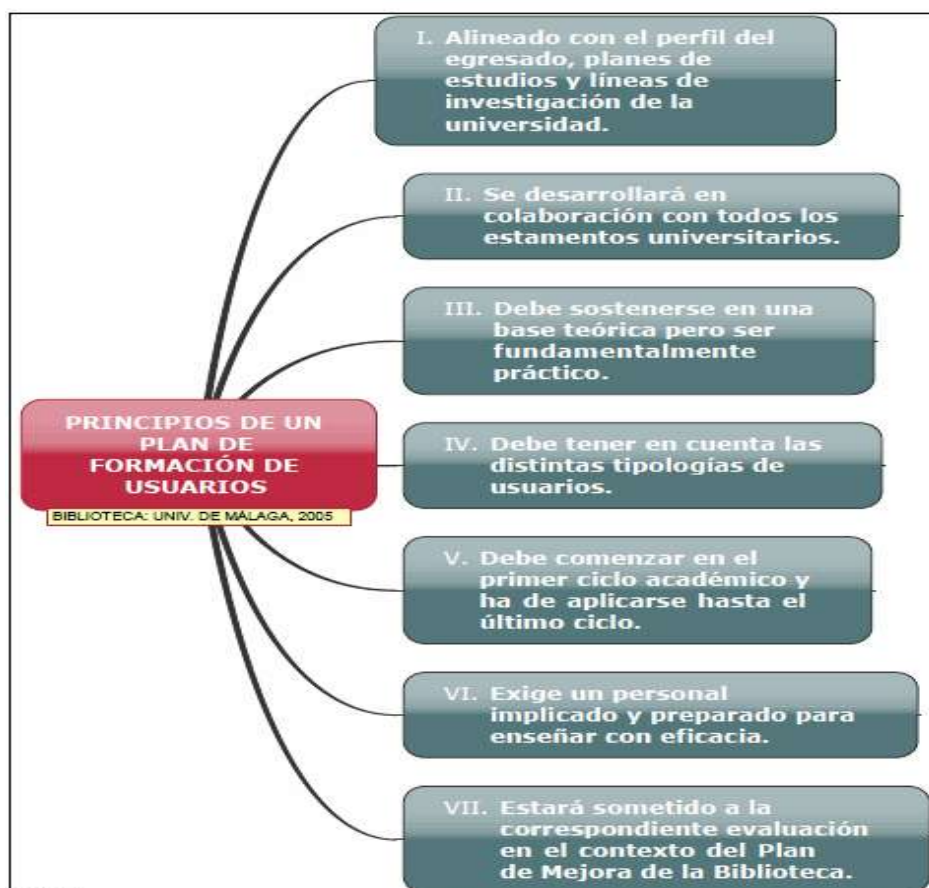 I. Alineado con el perfil del
egresado, planes de
estudios y líneas de
investigación de la
universidad.
II. Se desarrollará en
colaboración con todos los
estamentos universitarios.
III. Debe sostenerse en una
base teórica pero ser
fundamentalmente
práctico.
PRINCIPIOS DE UN
PLAN DE
FORMACIÓN DE
USUARIOS
BIBLIOTECA: UNIV. DE MÁLAGA, 2005
IV. Debe tener en cuenta las
distintas tipologías de
usuarios.
V. Debe comenzar en el
primer ciclo académico y
ha de aplicarse hasta el
último ciclo.
VI. Exige un personal
implicado y preparado para
enseñar con eficacia.
VII. Estará sometido a la
correspondiente evaluación
en el contexto del Plan
de Mejora de la Biblioteca.